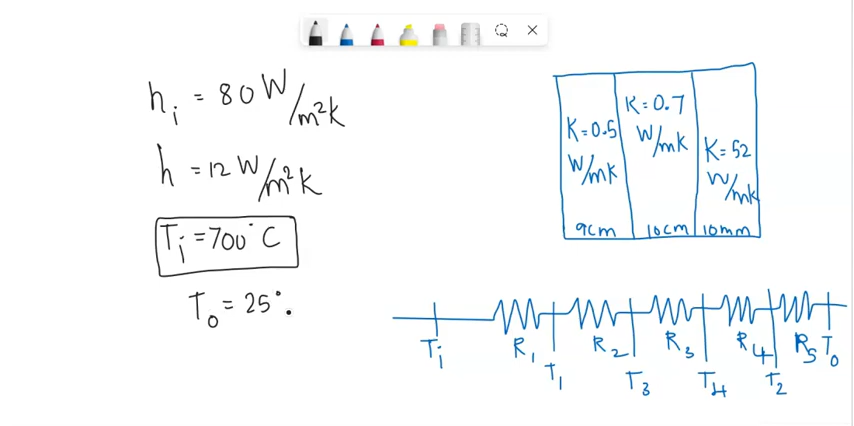 hi = 80 W/m²k
h = 12 W/m²k
Ti = 700° C
To = 25°.
K=0.5 W/mk
K=0.7 W/mk
K=52 W/mk
9cm 10cm 10mm
Ti R1 T1 R2 T3 R3 T4 R4 T2 R5 To